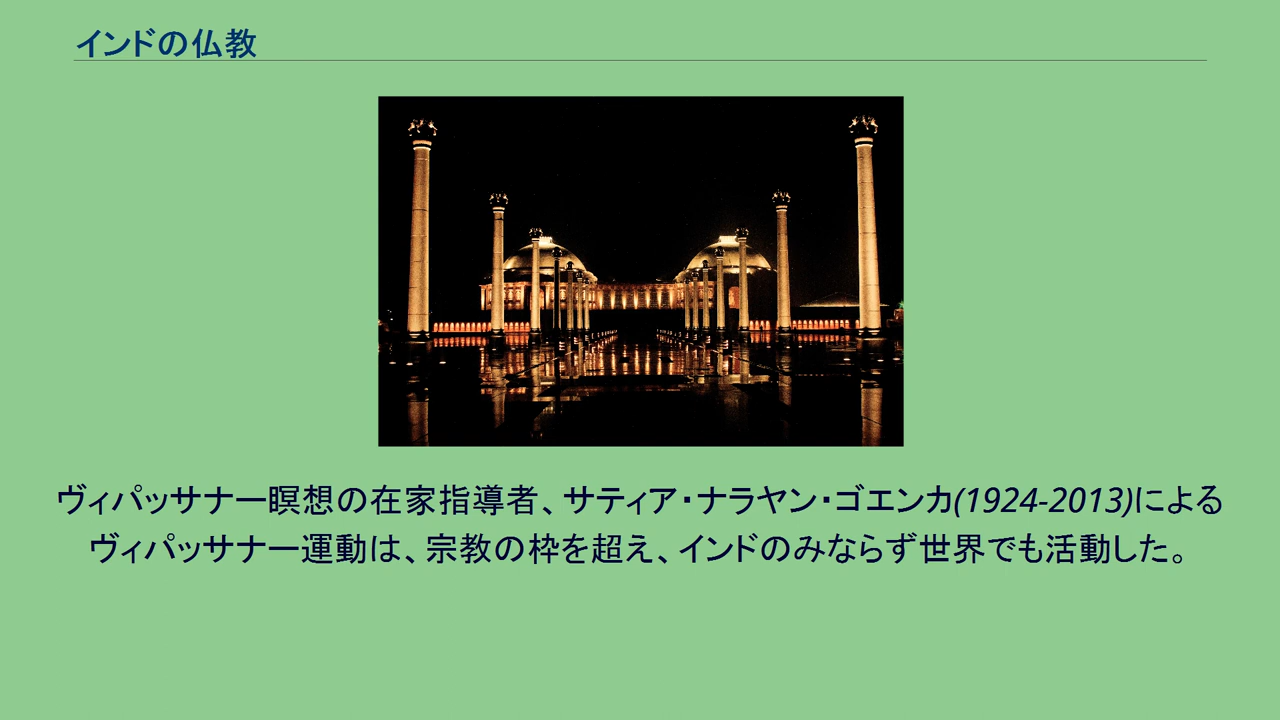 インドの仏教
ヴィパッサナー瞑想の在家指導者、サティア・ナラヤン・ゴエンカ(1924-2013)による
ヴィパッサナー運動は、宗教の枠を超え、インドのみならず世界でも活動した。